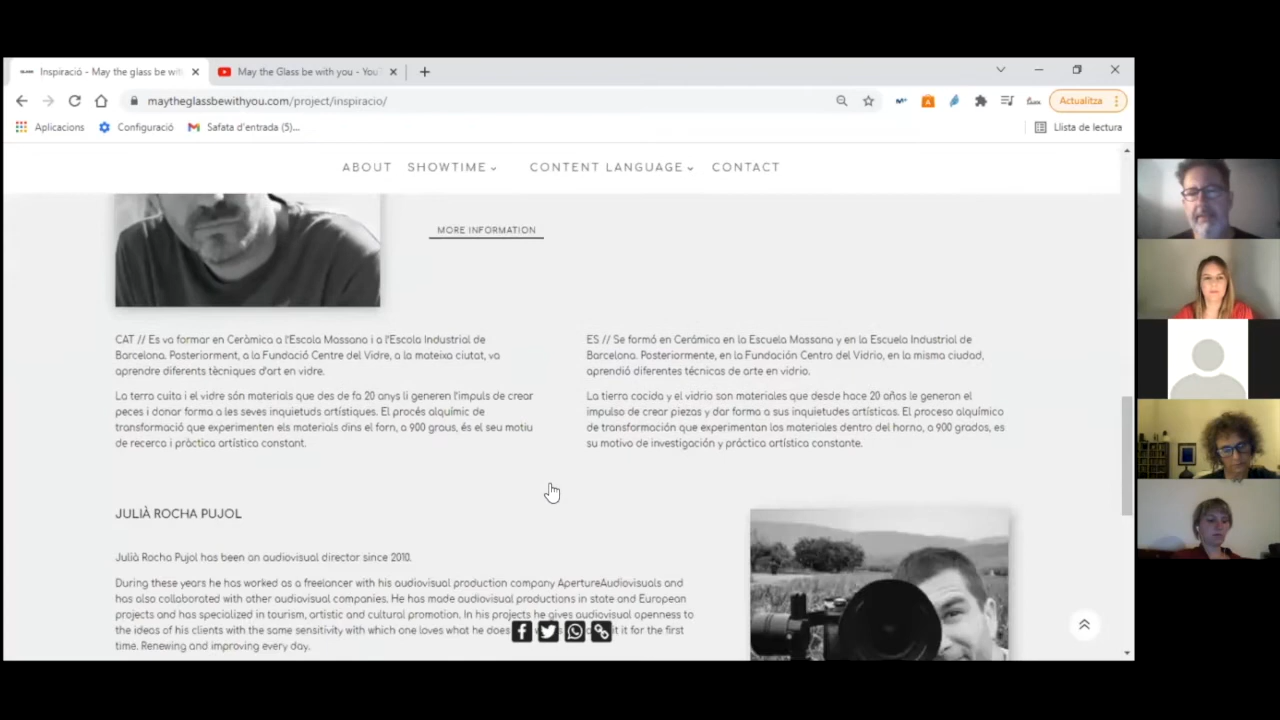 Inspiració - May the glass be wit
May the Glass be with you - You
maytheglassbewithyou.com/project/inspiracio/
Actualitza
Aplicacions
Configuració
Safata d'entrada (5)...
Llista de lectura
ABOUT SHOWTIME CONTENT LANGUAGE CONTACT
MORE INFORMATION
CAT // Es va formar en Ceràmica a l'Escola Massana i a l'Escola Industrial de
Barcelona. Posteriorment, a la Fundació Centre del Vidre, a la mateixa ciutat, va
aprendre diferents tècniques d'art en vidre.
La terra cuita i el vidre són materials que des de fa 20 anys li generen l'impuls de crear
peces i donar forma a les seves inquietuds artístiques. El procés alquímic de
transformació que experimenten els materials dins el forn, a 900 graus, és el seu motiu
de recerca i pràctica artística constant.
ES // Se formó en Cerámica en la Escuela Massana y en la Escuela Industrial de
Barcelona. Posteriormente, en la Fundación Centro del Vidrio, en la misma ciudad,
aprendió diferentes técnicas de arte en vidrio.
La tierra cocida y el vidrio son materiales que desde hace 20 años le generan el
impulso de crear piezas y dar forma a sus inquietudes artísticas. El proceso alquímico
de transformación que experimentan los materiales dentro del horno, a 900 grados, es
su motivo de investigación y práctica artística constante.
JULIÀ ROCHA PUJOL
Julià Rocha Pujol has been an audiovisual director since 2010.
During these years he has worked as a freelancer with his audiovisual production company ApertureAudiovisuals and
has also collaborated with other audiovisual companies. He has made audiovisual productions in state and European
projects and has specialized in tourism, artistic and cultural promotion. In his projects he gives audiovisual openness to
the ideas of his clients with the same sensitivity with which one loves what he does it for the first
time. Renewing and improving every day.